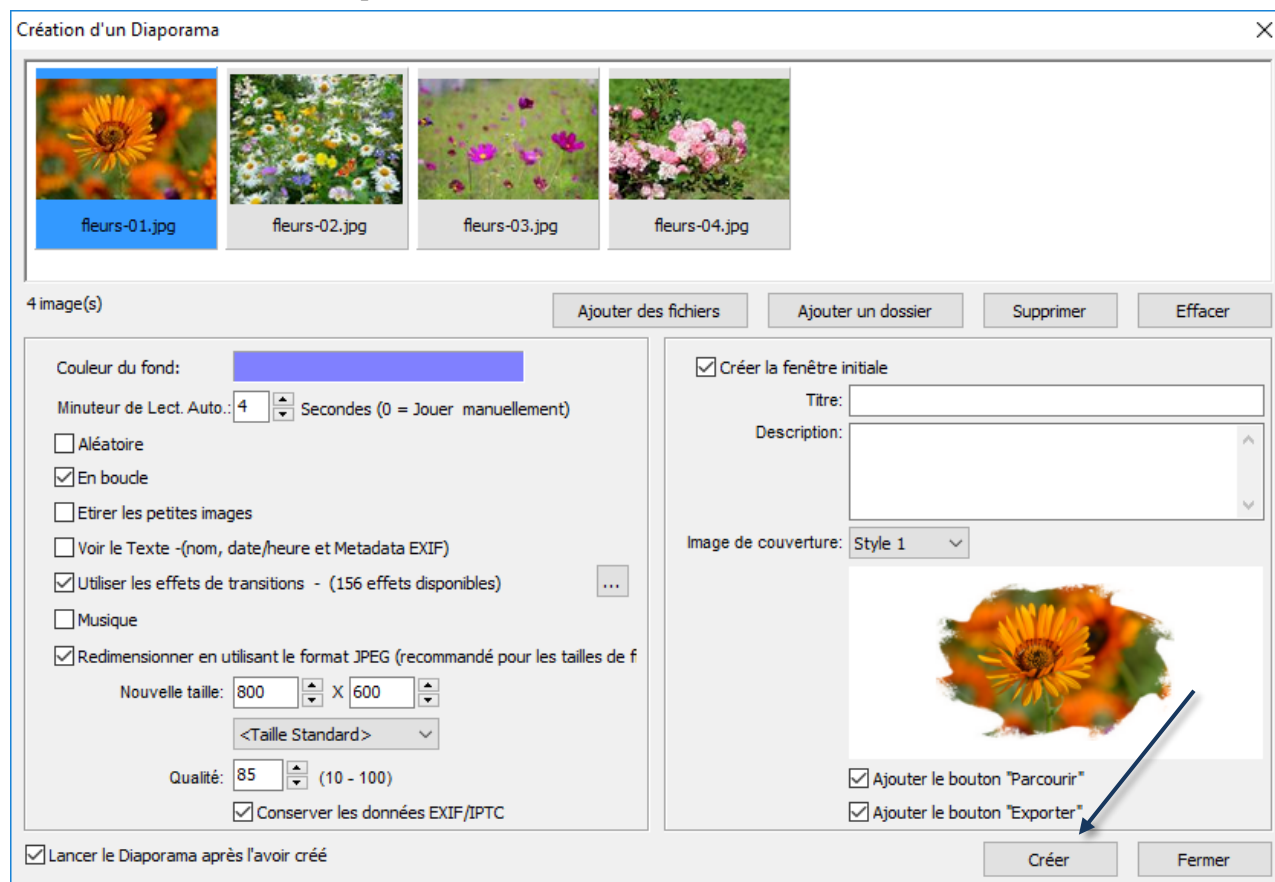 Création d'un Diaporama
fleurs-01.jpg fleurs-02.jpg fleurs-03.jpg fleurs-04.jpg
4 image(s)
Ajouter des fichiers Ajouter un dossier Supprimer Effacer
Couleur du fond:
Minuteur de Lect. Auto.: 4 Secondes (0 = Jouer manuellement)
Aléatoire
En boucle
Etirer les petites images
Voir le Texte -(nom, date/heure et Metadata EXIF)
Utiliser les effets de transitions - (156 effets disponibles) ...
Musique
Redimensionner en utilisant le format JPEG (recommandé pour les tailles de f
Nouvelle taille: 800 X 600
<Taille Standard>
Qualité: 85 (10 - 100)
Conserver les données EXIF/IPTC
Créer la fenêtre initiale
Titre:
Description:
Image de couverture: Style 1
Ajouter le bouton "Parcourir"
Ajouter le bouton "Exporter"
Lancer le Diaporama après l'avoir créé
Créer Fermer